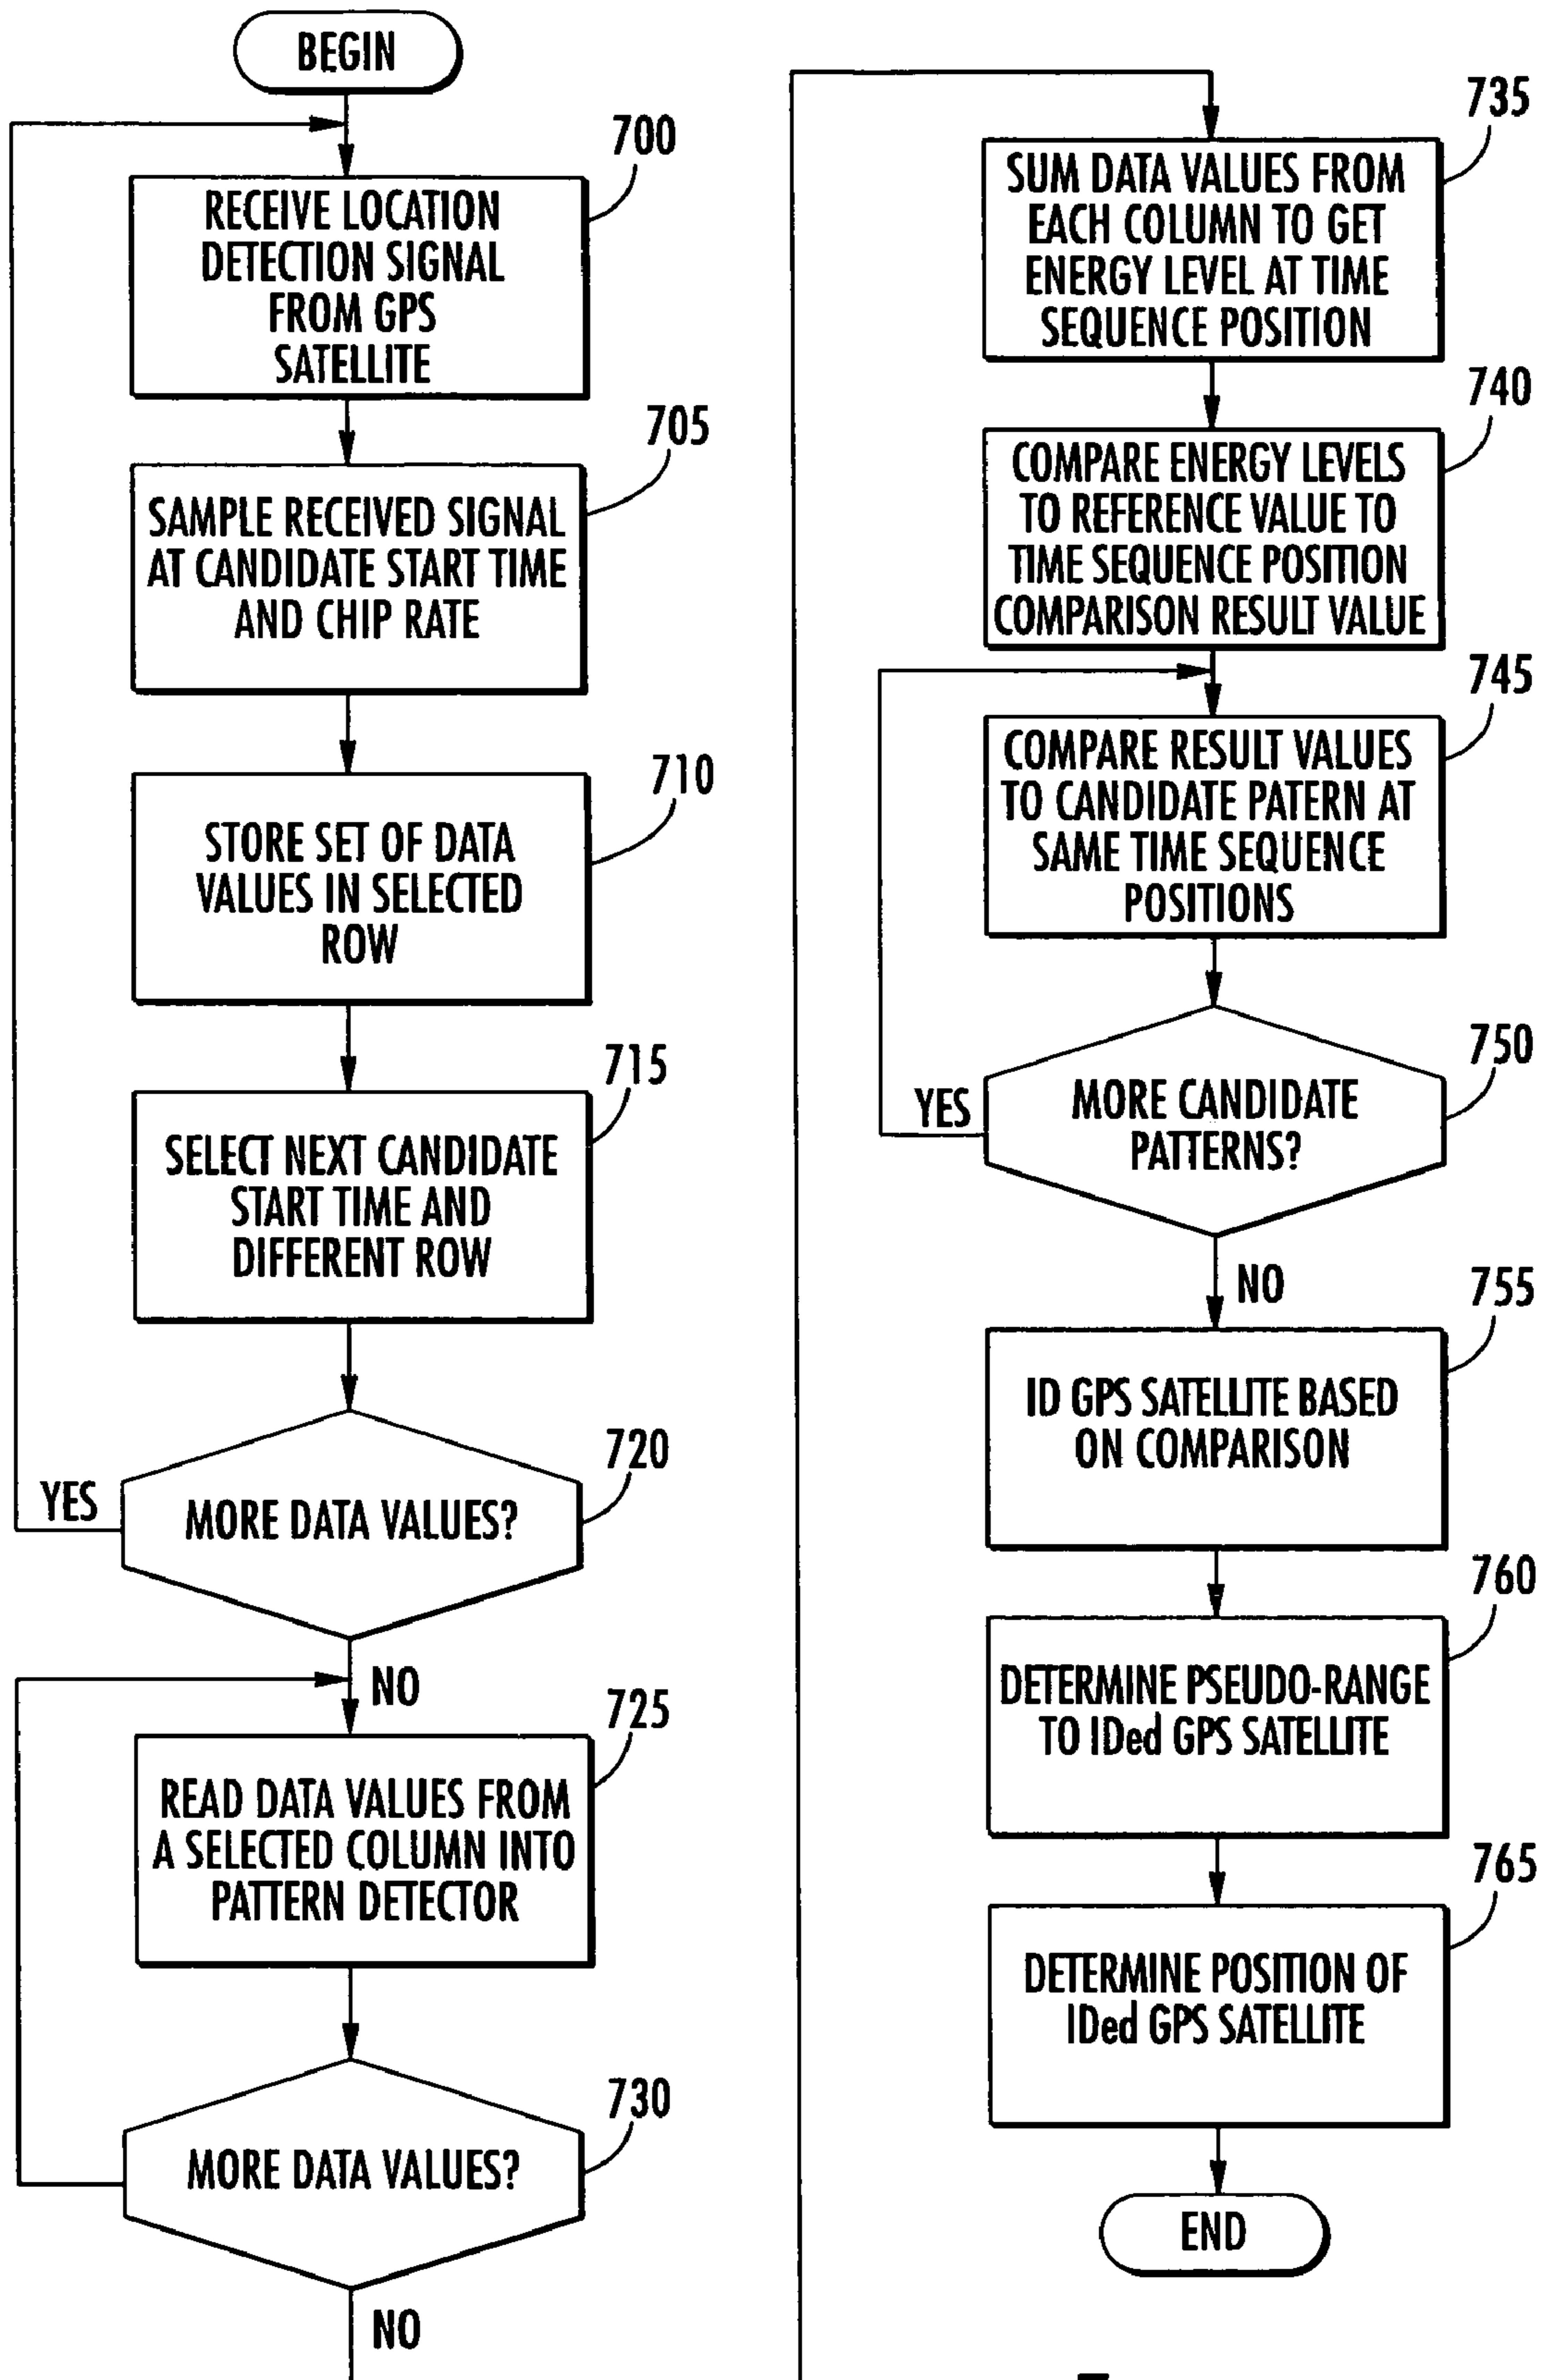 BEGIN
700
RECEIVE LOCATION
DETECTION SIGNAL
FROM GPS
SATELLITE
705
SAMPLE RECEIVED SIGNAL
AT CANDIDATE START TIME
AND CHIP RATE
710
STORE SET OF DATA
VALUES IN SELECTED
ROW
715
SELECT NEXT CANDIDATE
START TIME AND
DIFFERENT ROW
720
YES
MORE DATA VALUES?
NO
725
READ DATA VALUES FROM
A SELECTED COLUMN INTO
PATTERN DETECTOR
730
MORE DATA VALUES?
NO
735
SUM DATA VALUES FROM
EACH COLUMN TO GET
ENERGY LEVEL AT TIME
SEQUENCE POSITION
740
COMPARE ENERGY LEVELS
TO REFERENCE VALUE TO
TIME SEQUENCE POSITION
COMPARISON RESULT VALUE
745
COMPARE RESULT VALUES
TO CANDIDATE PATERN AT
SAME TIME SEQUENCE
POSITIONS
750
YES
MORE CANDIDATE
PATTERNS?
NO
755
ID GPS SATELLITE BASED
ON COMPARISON
760
DETERMINE PSEUDO-RANGE
TO IDed GPS SATELLITE
765
DETERMINE POSITION OF
IDed GPS SATELLITE
END